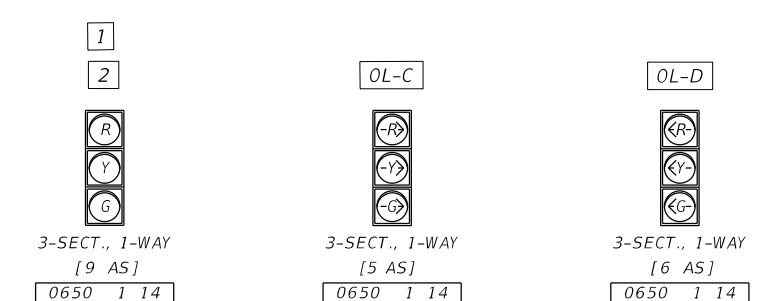 1
2
R
Y
G
3-SECT., 1-WAY
[9 AS]
0650 1 14
OL-C
-R>
-Y>
-G>
3-SECT., 1-WAY
[5 AS]
0650 1 14
OL-D
<R-
<Y-
<G-
3-SECT., 1-WAY
[6 AS]
0650 1 14